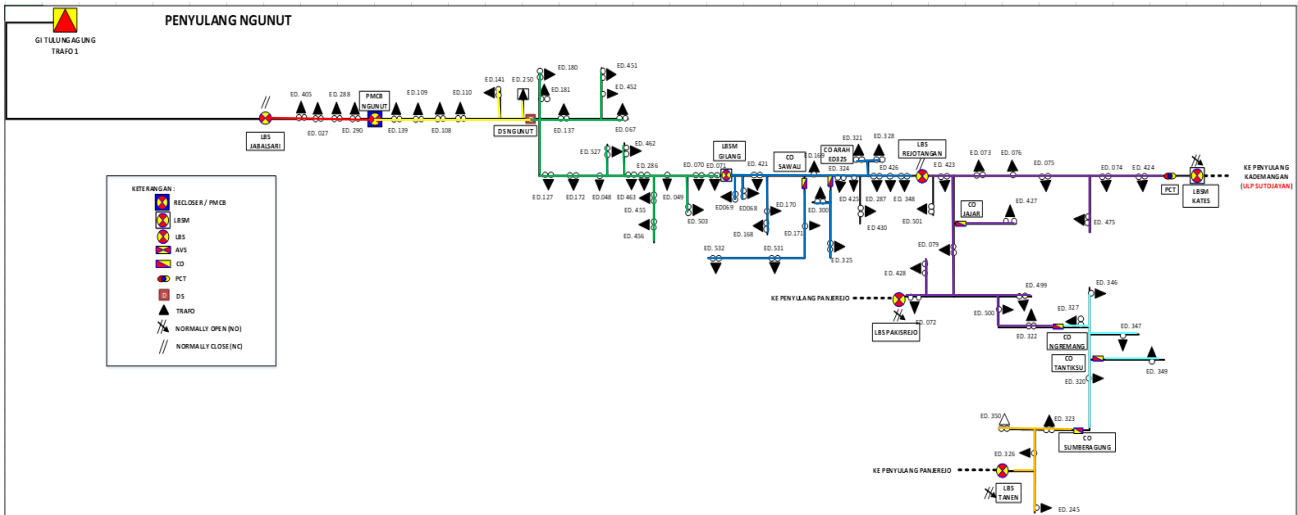 PENYULANG NGUNUT
GI TULUNGAGUNG
TRAFO 1
LBS
JABALSARI
ED. 405
ED. 027
ED. 288
ED. 290
PMCB
NGUNUT
ED. 139
ED.109
ED. 108
ED.110
ED.141
ED.250
DS NGUNUT
ED.180
ED.181
ED.137
ED.451
ED. 452
ED.067
ED.127
ED. 172
ED. 048
ED.527
ED.462
ED.463
ED.286
ED. 455
ED. 456
ED.049
ED. 070
ED. 503
ED.071
LBSM
GILANG
ED069
ED.068
ED. 421
ED. 168
ED.170
CO
SAWALI
ED.169
ED.171
ED. 532
ED. 531
CO ARAH
ED325
ED.321
ED.328
ED. 324
ED. 300
ED.325
ED.425
ED. 287
ED. 430
ED.426
ED. 348
LBS
REJOTANGAN
ED. 423
ED. 501
ED.073
ED. 076
ED.075
ED. 074
ED. 424
PCT
LBSM
KATES
KE PENYULANG
KADEMANGAN
(ULP SUTOJAYAN)
CO
JAJAR
ED. 427
ED. 475
ED. 079
ED. 428
KE PENYULANG PANJEREJO
LBS PAKISREJO
ED. 072
ED.499
ED. 500
ED. 322
ED. 327
ED. 346
CO
NGREMANG
ED.347
CO
TANTIKSU
ED. 349
ED. 320
ED. 350
ED. 323
CO
SUMBERAGUNG
ED.326
KE PENYULANG PANJEREJO
LBS
TANEN
ED.245
KETERANGAN :
RECLOSER / PMCB
LBSM
LBS
AVS
CO
PCT
D
DS
TRAFO
NORMALLY OPEN (NO)
NORMALLY CLOSE (NC)